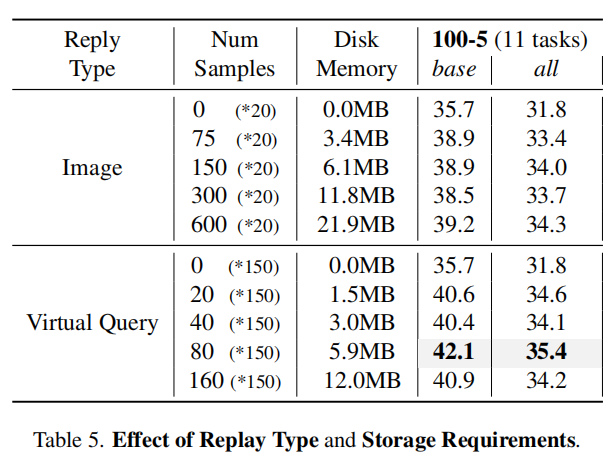 Reply Type Num Samples Disk Memory 100-5 (11 tasks)
base all
Image
0 (*20) 0.0MB 35.7 31.8
75 (*20) 3.4MB 38.9 33.4
150 (*20) 6.1MB 38.9 34.0
300 (*20) 11.8MB 38.5 33.7
600 (*20) 21.9MB 39.2 34.3
Virtual Query
0 (*150) 0.0MB 35.7 31.8
20 (*150) 1.5MB 40.6 34.6
40 (*150) 3.0MB 40.4 34.1
80 (*150) 5.9MB 42.1 35.4
160 (*150) 12.0MB 40.9 34.2
Table 5. Effect of Replay Type and Storage Requirements.